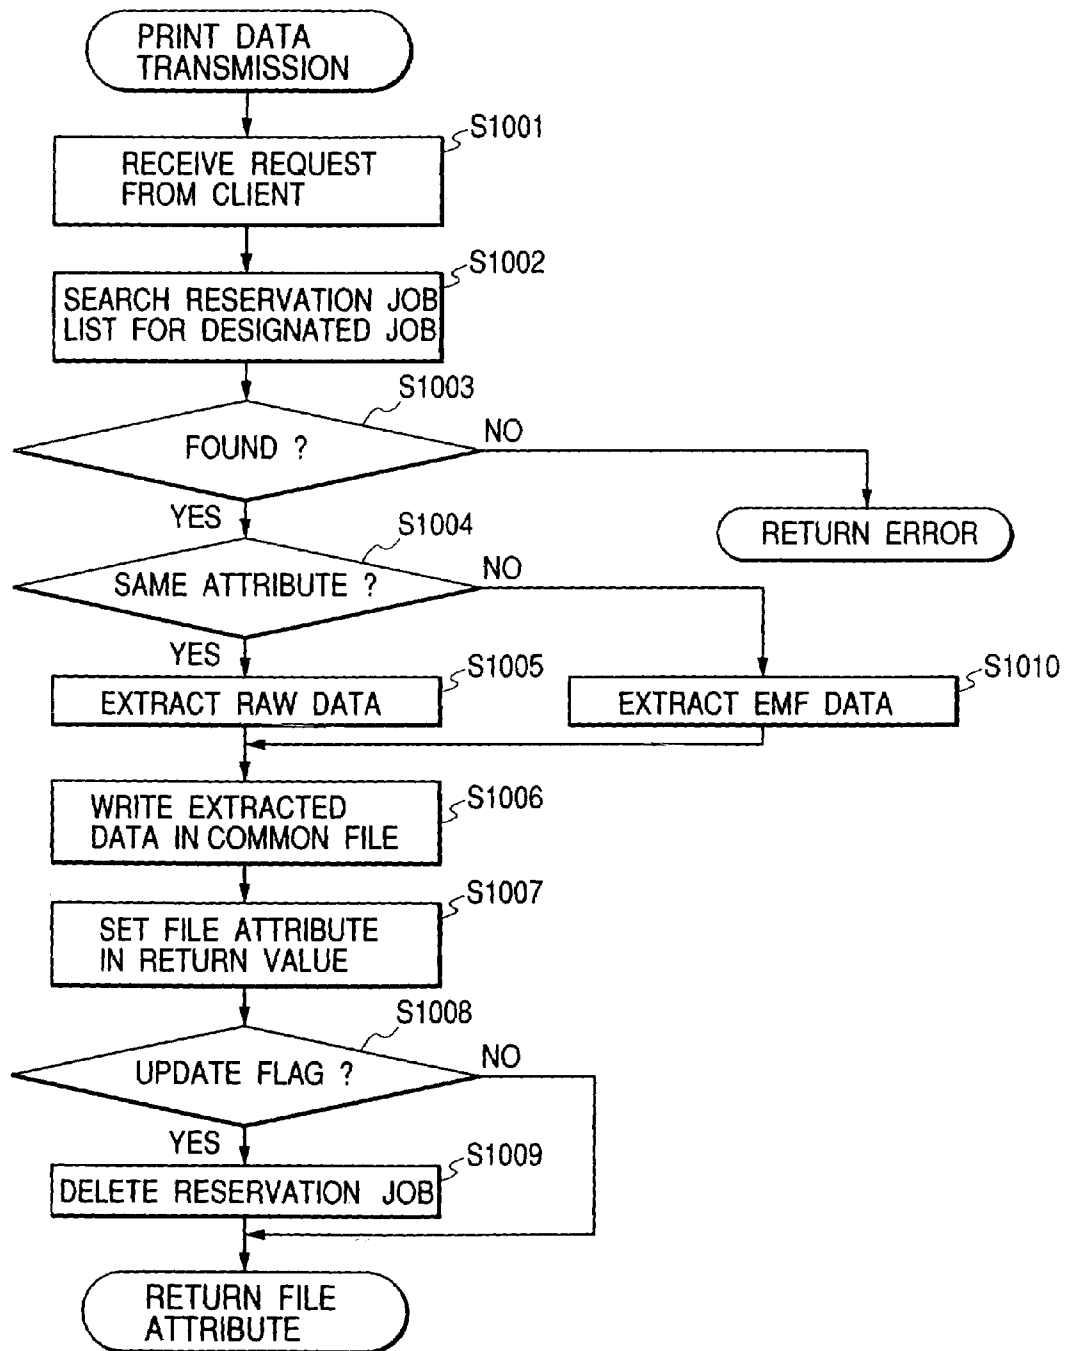 PRINT DATA
TRANSMISSION
S1001
RECEIVE REQUEST
FROM CLIENT
S1002
SEARCH RESERVATION JOB
LIST FOR DESIGNATED JOB
S1003
FOUND ?
NO
YES
RETURN ERROR
S1004
SAME ATTRIBUTE ?
NO
YES
S1005
EXTRACT RAW DATA
S1010
EXTRACT EMF DATA
S1006
WRITE EXTRACTED
DATA IN COMMON FILE
S1007
SET FILE ATTRIBUTE
IN RETURN VALUE
S1008
UPDATE FLAG ?
NO
YES
S1009
DELETE RESERVATION JOB
RETURN FILE
ATTRIBUTE